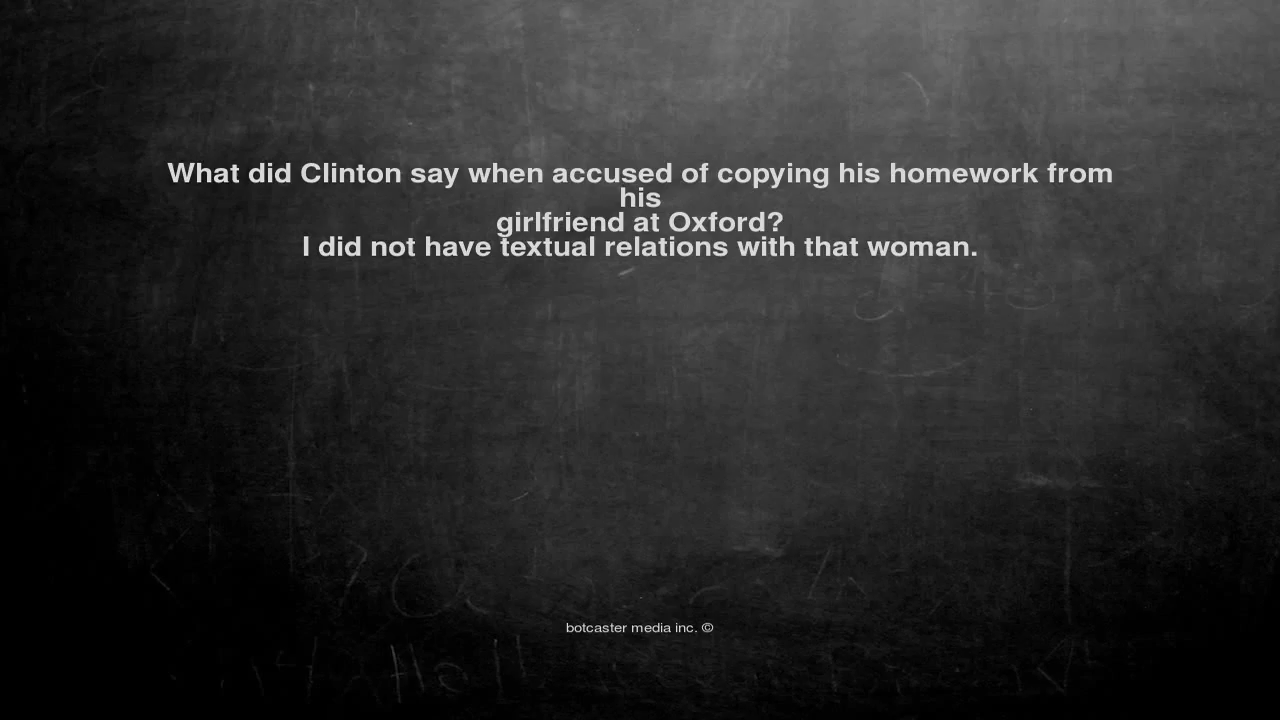 What did Clinton say when accused of copying his homework from
his
girlfriend at Oxford?
I did not have textual relations with that woman.
botcaster media inc. ©